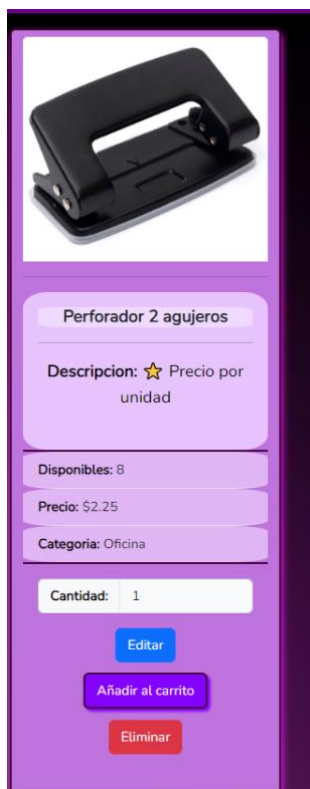 Perforador 2 agujeros
Descripcion: ⭐ Precio por
unidad
Disponibles: 8
Precio: $2.25
Categoria: Oficina
Cantidad: 1
Editar
Añadir al carrito
Eliminar